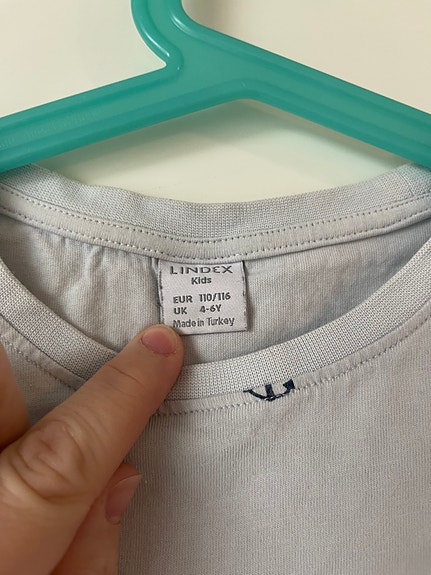 LINDEX
Kids
EUR 110/116
UK 4-6Y
Made in Turkey